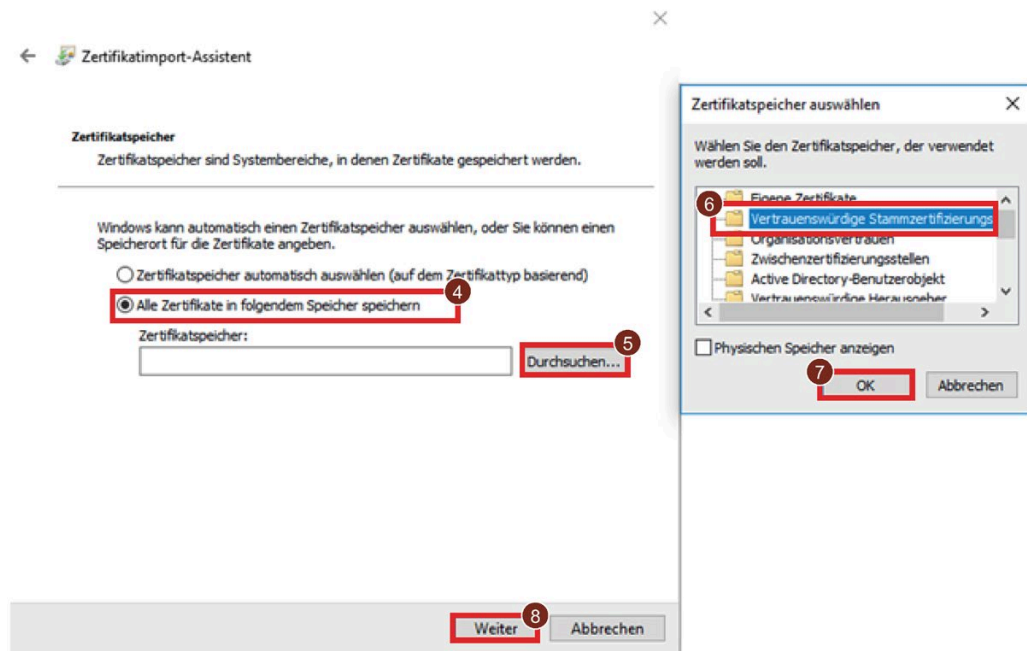 Zertifikatimport-Assistent
Zertifikatspeicher
Zertifikatspeicher sind Systembereiche, in denen Zertifikate gespeichert werden.
Windows kann automatisch einen Zertifikatspeicher auswählen, oder Sie können einen
Speicherort für die Zertifikate angeben.
Zertifikatspeicher automatisch auswählen (auf dem Zertifikattyp basierend)
4
Alle Zertifikate in folgendem Speicher speichern
Zertifikatspeicher:
5
Durchsuchen...
8
Weiter
Abbrechen
Zertifikatspeicher auswählen
Wählen Sie den Zertifikatspeicher, der verwendet
werden soll.
Eigene Zertifikate
6
Vertrauenswürdige Stammzertifizierungs
Organisationsvertrauen
Zwischenzertifizierungsstellen
Active Directory-Benutzerobjekt
Vertrauenswürdige Herausgeber
Physischen Speicher anzeigen
7
OK
Abbrechen